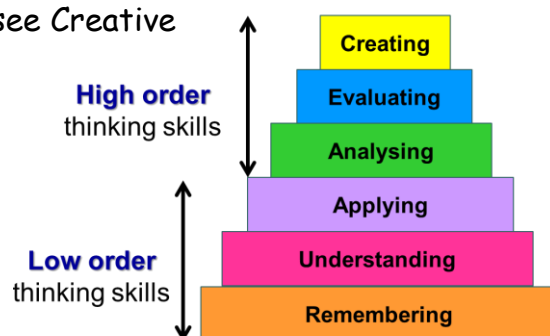 see Creative
Creating
High order
thinking skills
Evaluating
Analysing
Applying
Low order
thinking skills
Understanding
Remembering